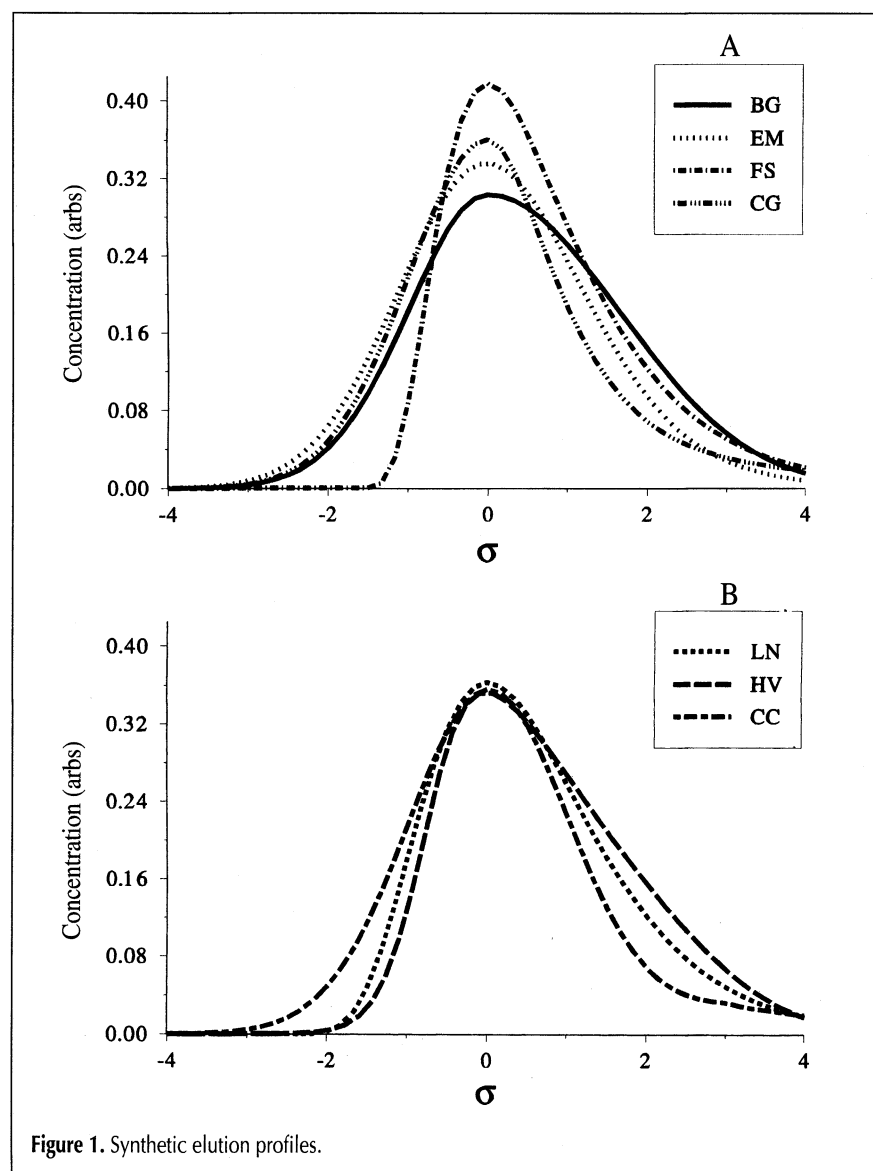 A
BG
EM
FS
CG
0.40
0.32
0.24
0.16
0.08
0.00
Concentration (arbs)
-4
-2
0
2
4
σ
B
LN
HV
CC
0.40
0.32
0.24
0.16
0.08
0.00
Concentration (arbs)
-4
-2
0
2
4
σ
Figure 1. Synthetic elution profiles.